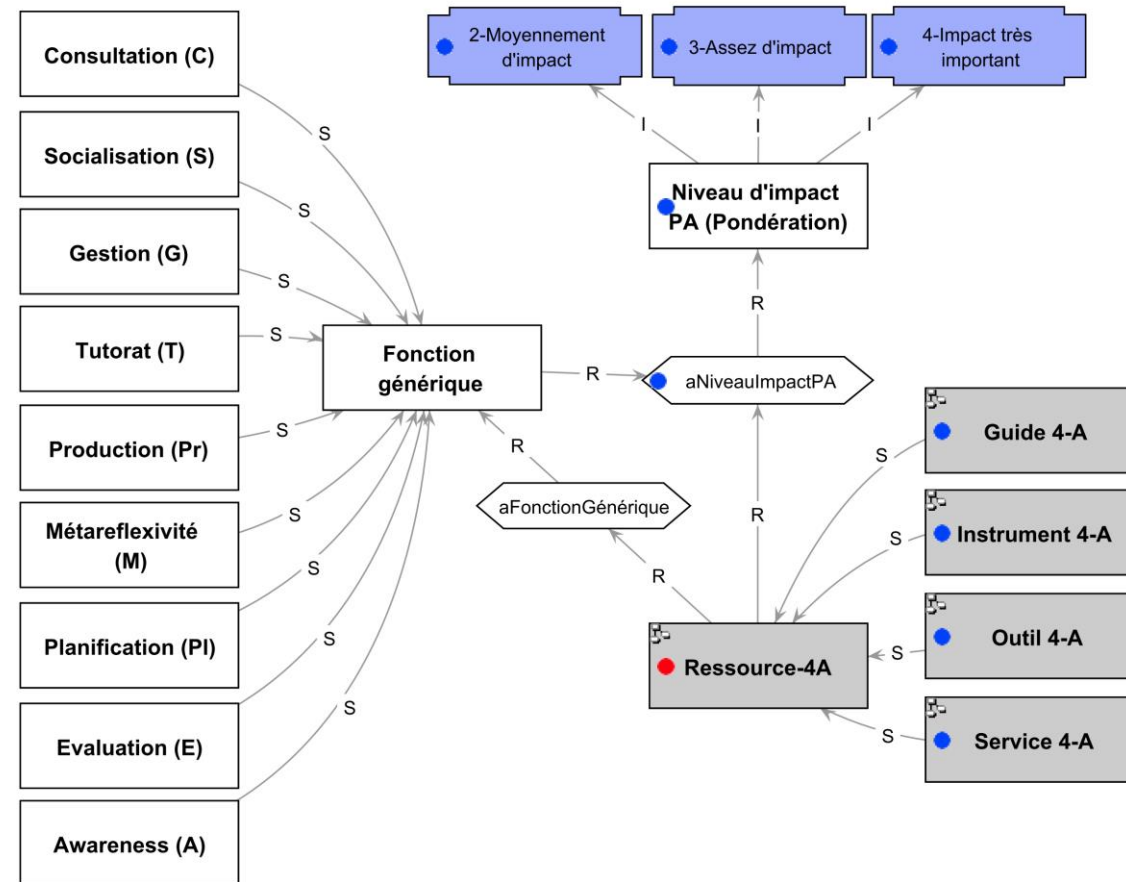 Consultation (C)
Socialisation (S)
Gestion (G)
Tutorat (T)
Production (Pr)
Métareflexivité
(M)
Planification (Pl)
Evaluation (E)
Awareness (A)
S
S
S
S
S
S
S
S
S
Fonction
générique
R
R
aFonctionGénérique
R
2-Moyennement
d'impact
3-Assez d'impact
4-Impact très
important
I
I
I
Niveau d'impact
PA (Pondération)
R
aNiveauImpactPA
R
Ressource-4A
S
S
S
S
Guide 4-A
Instrument 4-A
Outil 4-A
Service 4-A